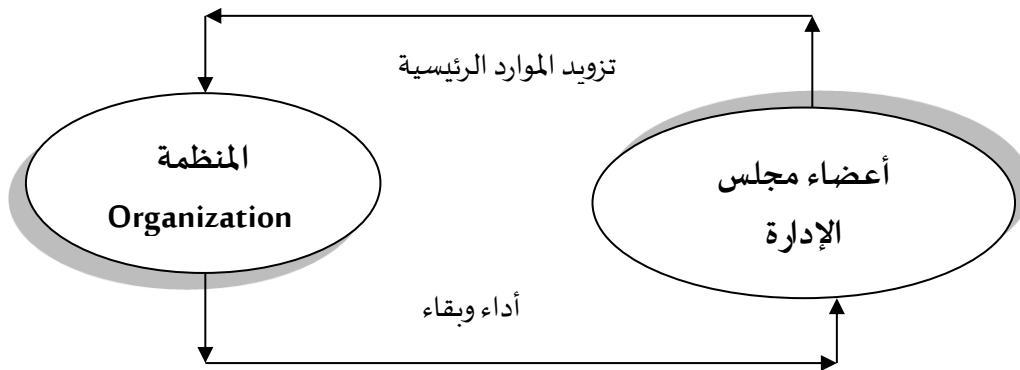 تزويد الموارد الرئيسية
أعضاء مجلس
الإدارة
المنظمة
Organization
أداء وبقاء